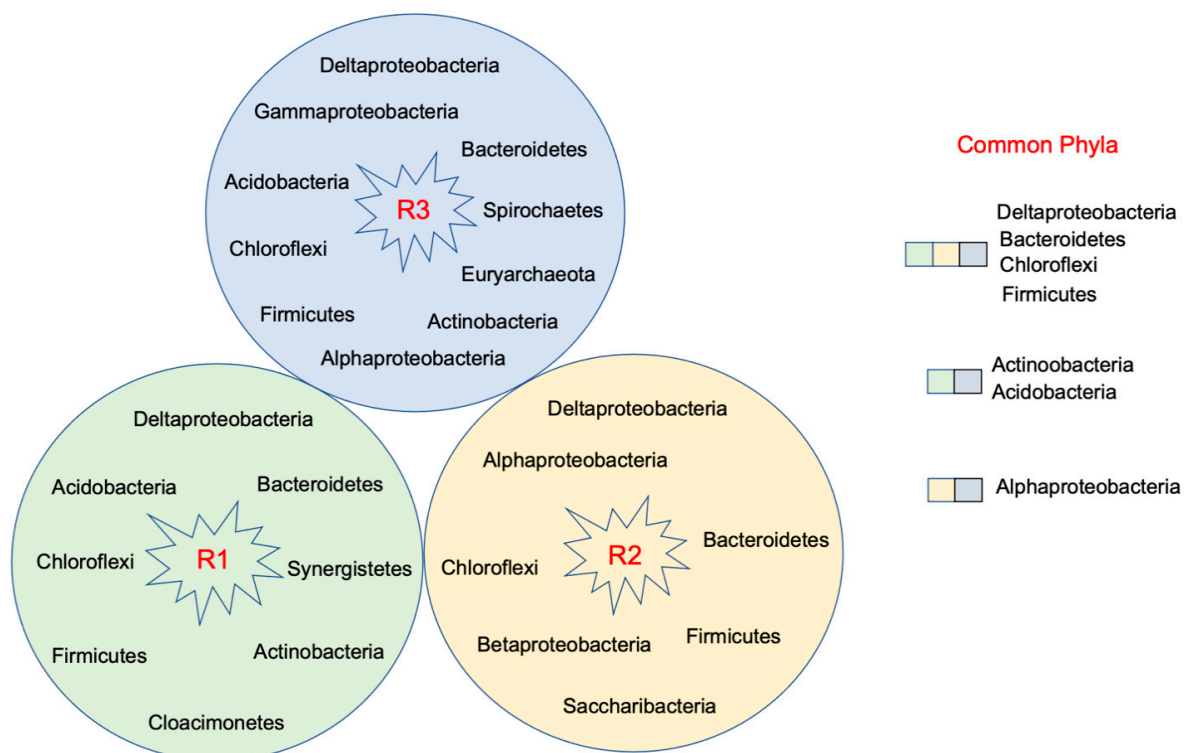 Deltaproteobacteria
Gammaproteobacteria
Bacteroidetes
Acidobacteria
R3
Spirochaetes
Chloroflexi
Euryarchaeota
Firmicutes
Actinobacteria
Alphaproteobacteria
Deltaproteobacteria
Acidobacteria
Bacteroidetes
Chloroflexi
R1
Synergistetes
Firmicutes
Actinobacteria
Cloacimonetes
Deltaproteobacteria
Alphaproteobacteria
Bacteroidetes
R2
Chloroflexi
Betaproteobacteria
Firmicutes
Saccharibacteria
Common Phyla
Deltaproteobacteria
Bacteroidetes
Chloroflexi
Firmicutes
Actinoobacteria
Acidobacteria
Alphaproteobacteria